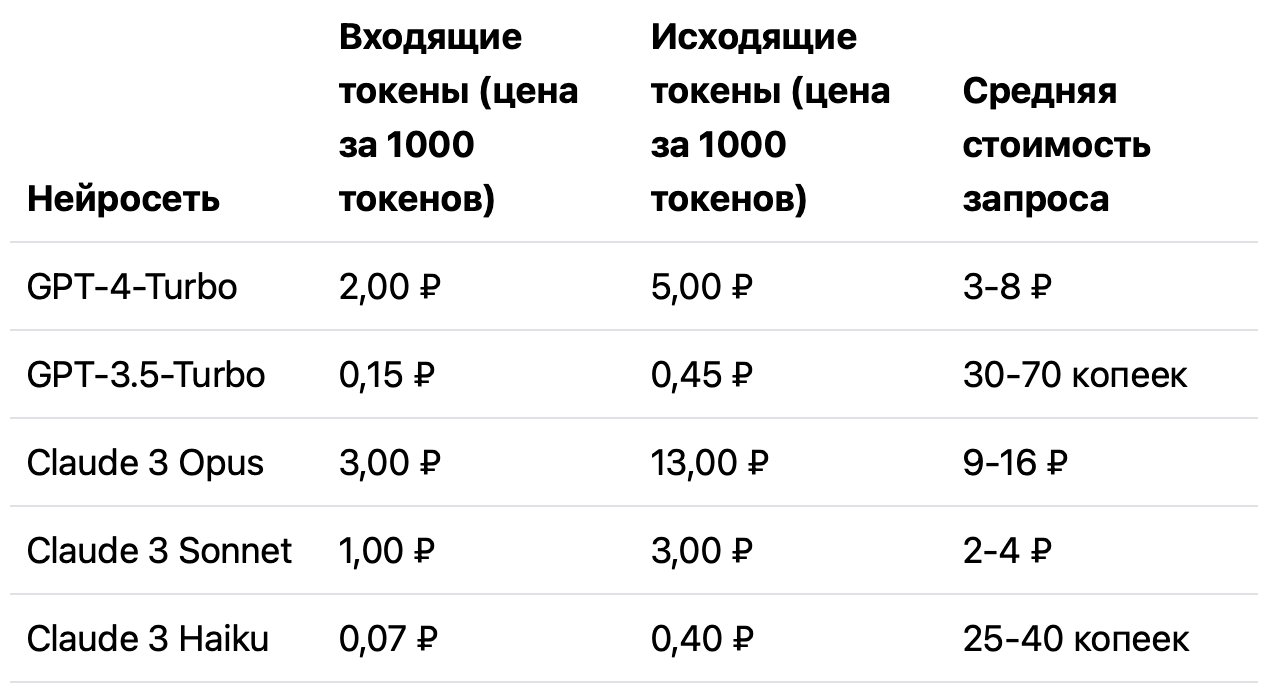 Нейросеть
Входящие
токены (цена
за 1000
токенов)
Исходящие
токены (цена
за 1000
токенов)
Средняя
стоимость
запроса
GPT-4-Turbo 2,00 ₽ 5,00 ₽ 3-8 ₽
GPT-3.5-Turbo 0,15 ₽ 0,45 ₽ 30-70 копеек
Claude 3 Opus 3,00 ₽ 13,00 ₽ 9-16 ₽
Claude 3 Sonnet 1,00 ₽ 3,00 ₽ 2-4 ₽
Claude 3 Haiku 0,07 ₽ 0,40 ₽ 25-40 копеек